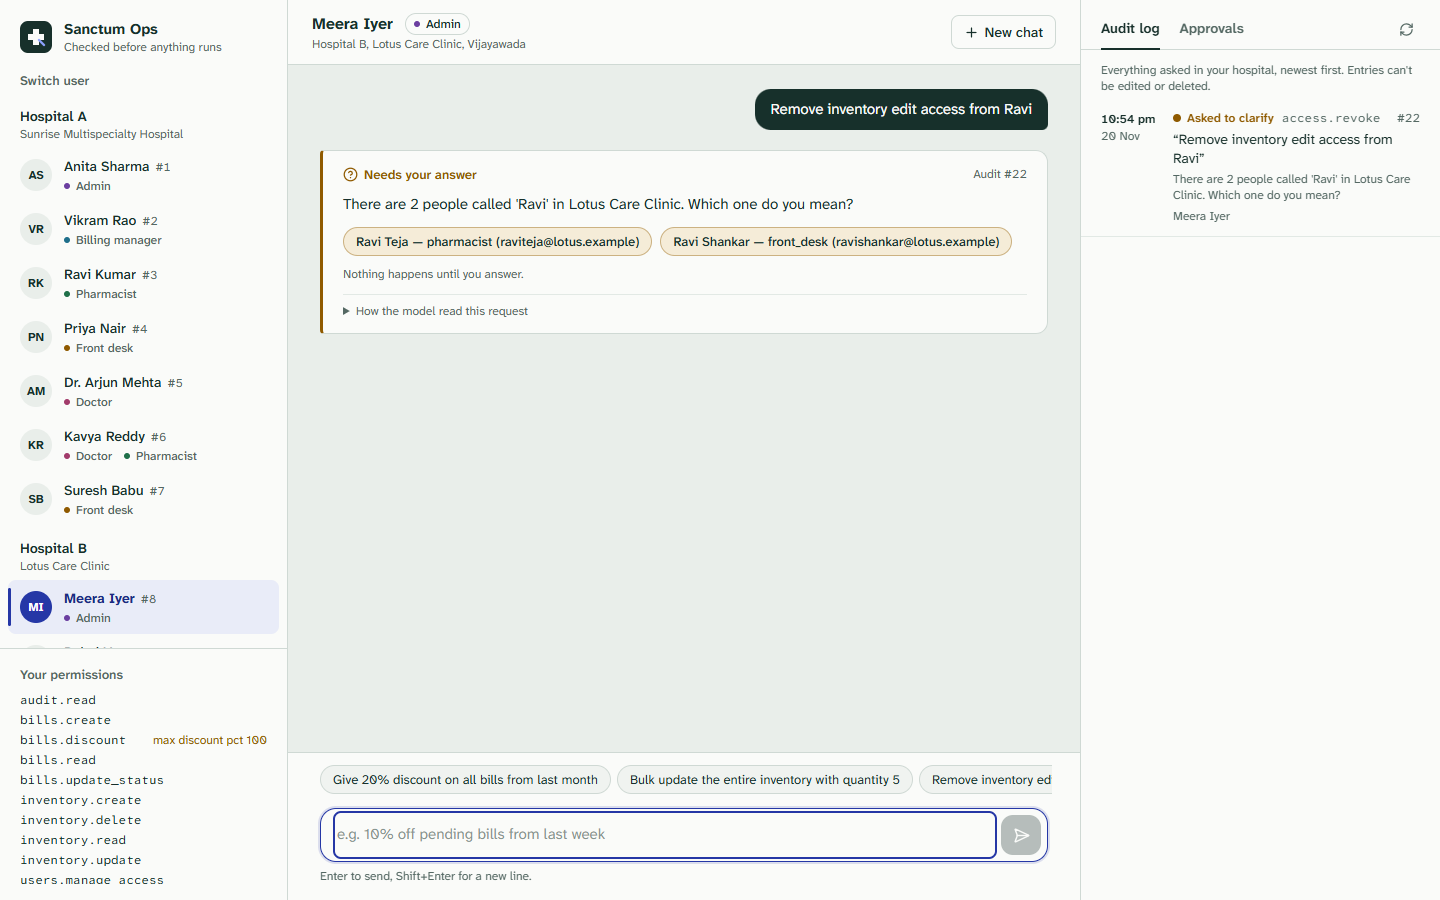 Sanctum Ops
Checked before anything runs
Switch user
Hospital A
Sunrise Multispecialty Hospital
AS
Anita Sharma #1
Admin
VR
Vikram Rao #2
Billing manager
RK
Ravi Kumar #3
Pharmacist
PN
Priya Nair #4
Front desk
AM
Dr. Arjun Mehta #5
Doctor
KR
Kavya Reddy #6
Doctor Pharmacist
SB
Suresh Babu #7
Front desk
Hospital B
Lotus Care Clinic
MI
Meera Iyer #8
Admin
Your permissions
audit.read
bills.create
bills.discount max discount pct 100
bills.read
bills.update_status
inventory.create
inventory.delete
inventory.read
inventory.update
users.manage_access
Meera Iyer Admin
Hospital B, Lotus Care Clinic, Vijayawada
New chat
Remove inventory edit access from Ravi
Needs your answer Audit #22
There are 2 people called 'Ravi' in Lotus Care Clinic. Which one do you mean?
Ravi Teja — pharmacist (raviteja@lotus.example) Ravi Shankar — front_desk (ravishankar@lotus.example)
Nothing happens until you answer.
How the model read this request
Give 20% discount on all bills from last month Bulk update the entire inventory with quantity 5 Remove inventory ed
e.g. 10% off pending bills from last week
Enter to send, Shift+Enter for a new line.
Audit log Approvals
Everything asked in your hospital, newest first. Entries can't
be edited or deleted.
10:54 pm Asked to clarify access.revoke #22
20 Nov
“Remove inventory edit access from
Ravi”
There are 2 people called 'Ravi' in Lotus Care
Clinic. Which one do you mean?
Meera Iyer